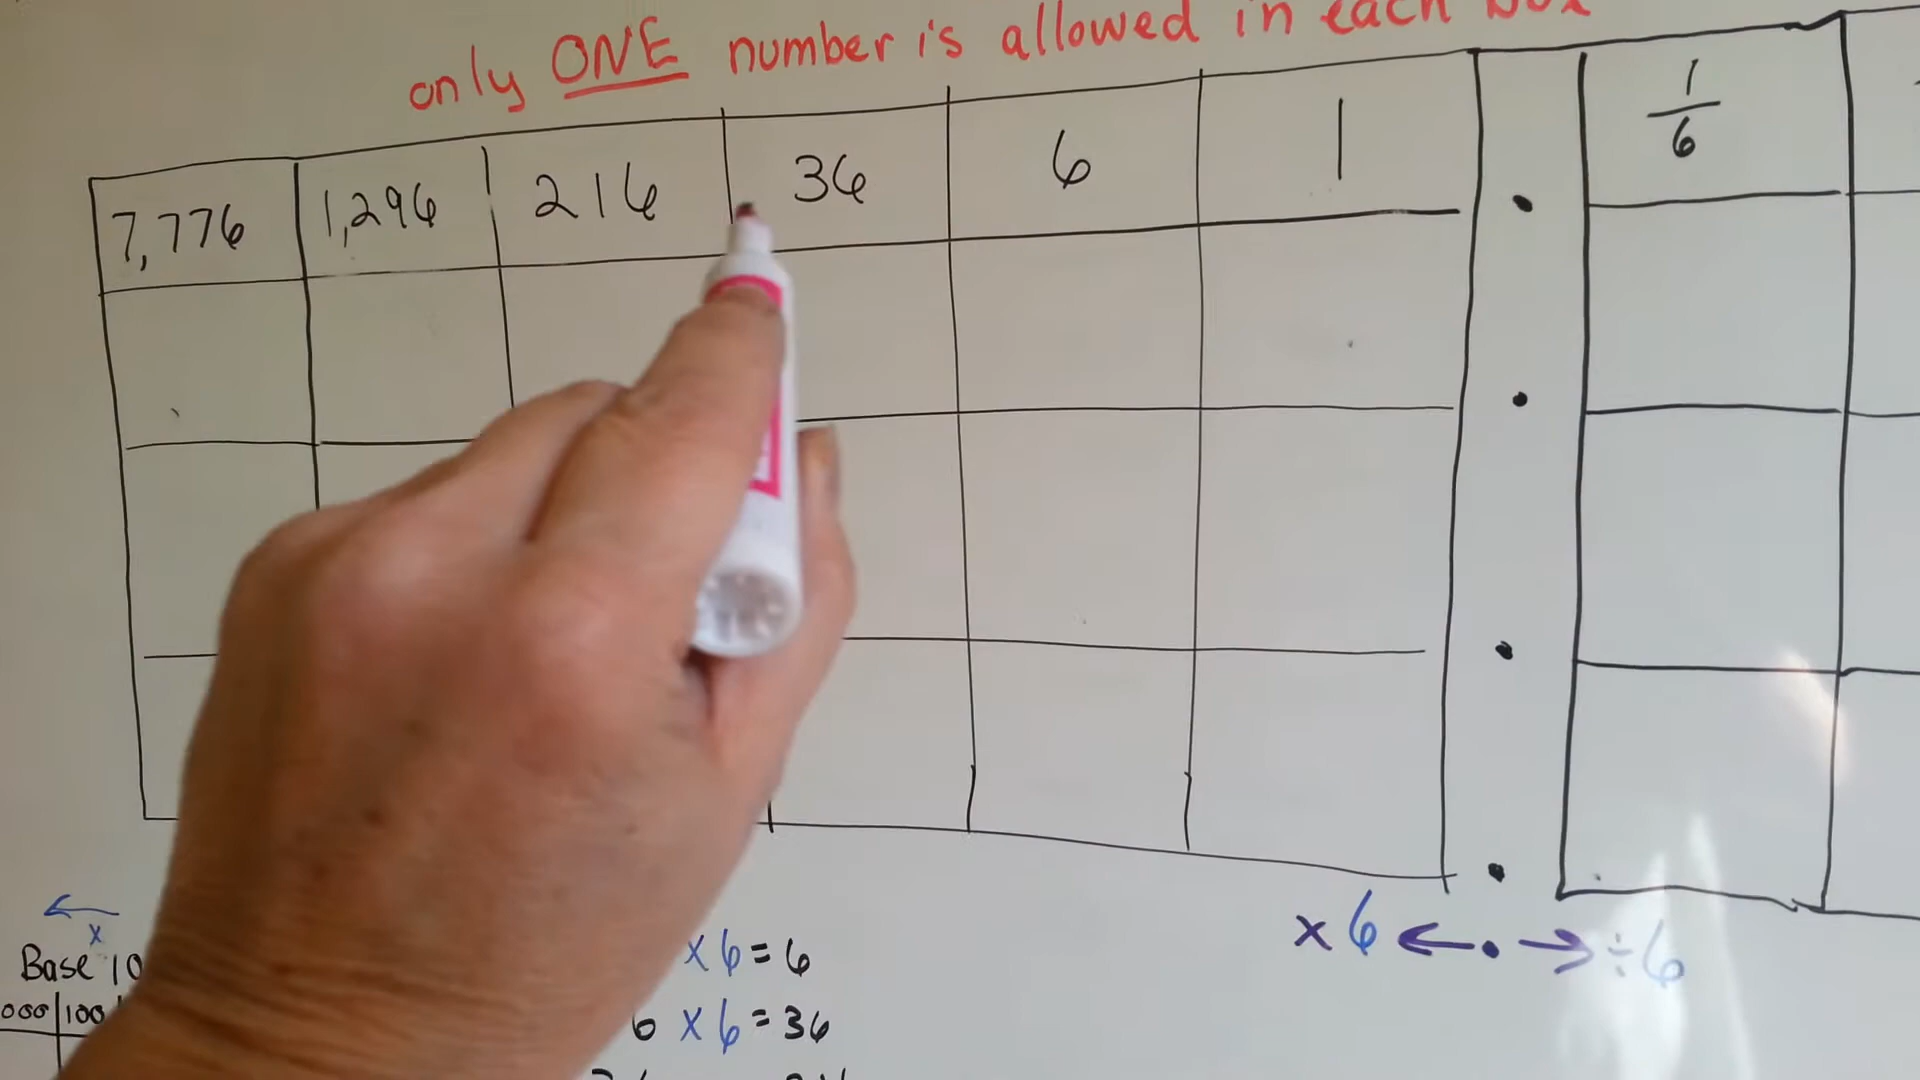 only ONE number is allowed in each box
7,776 1,296 216 36 6 1 . 1/6
.
.
.
x 6 ← . → ÷ 6
←
x
Base 10
x 6 = 6
6 x 6 = 36
000 100